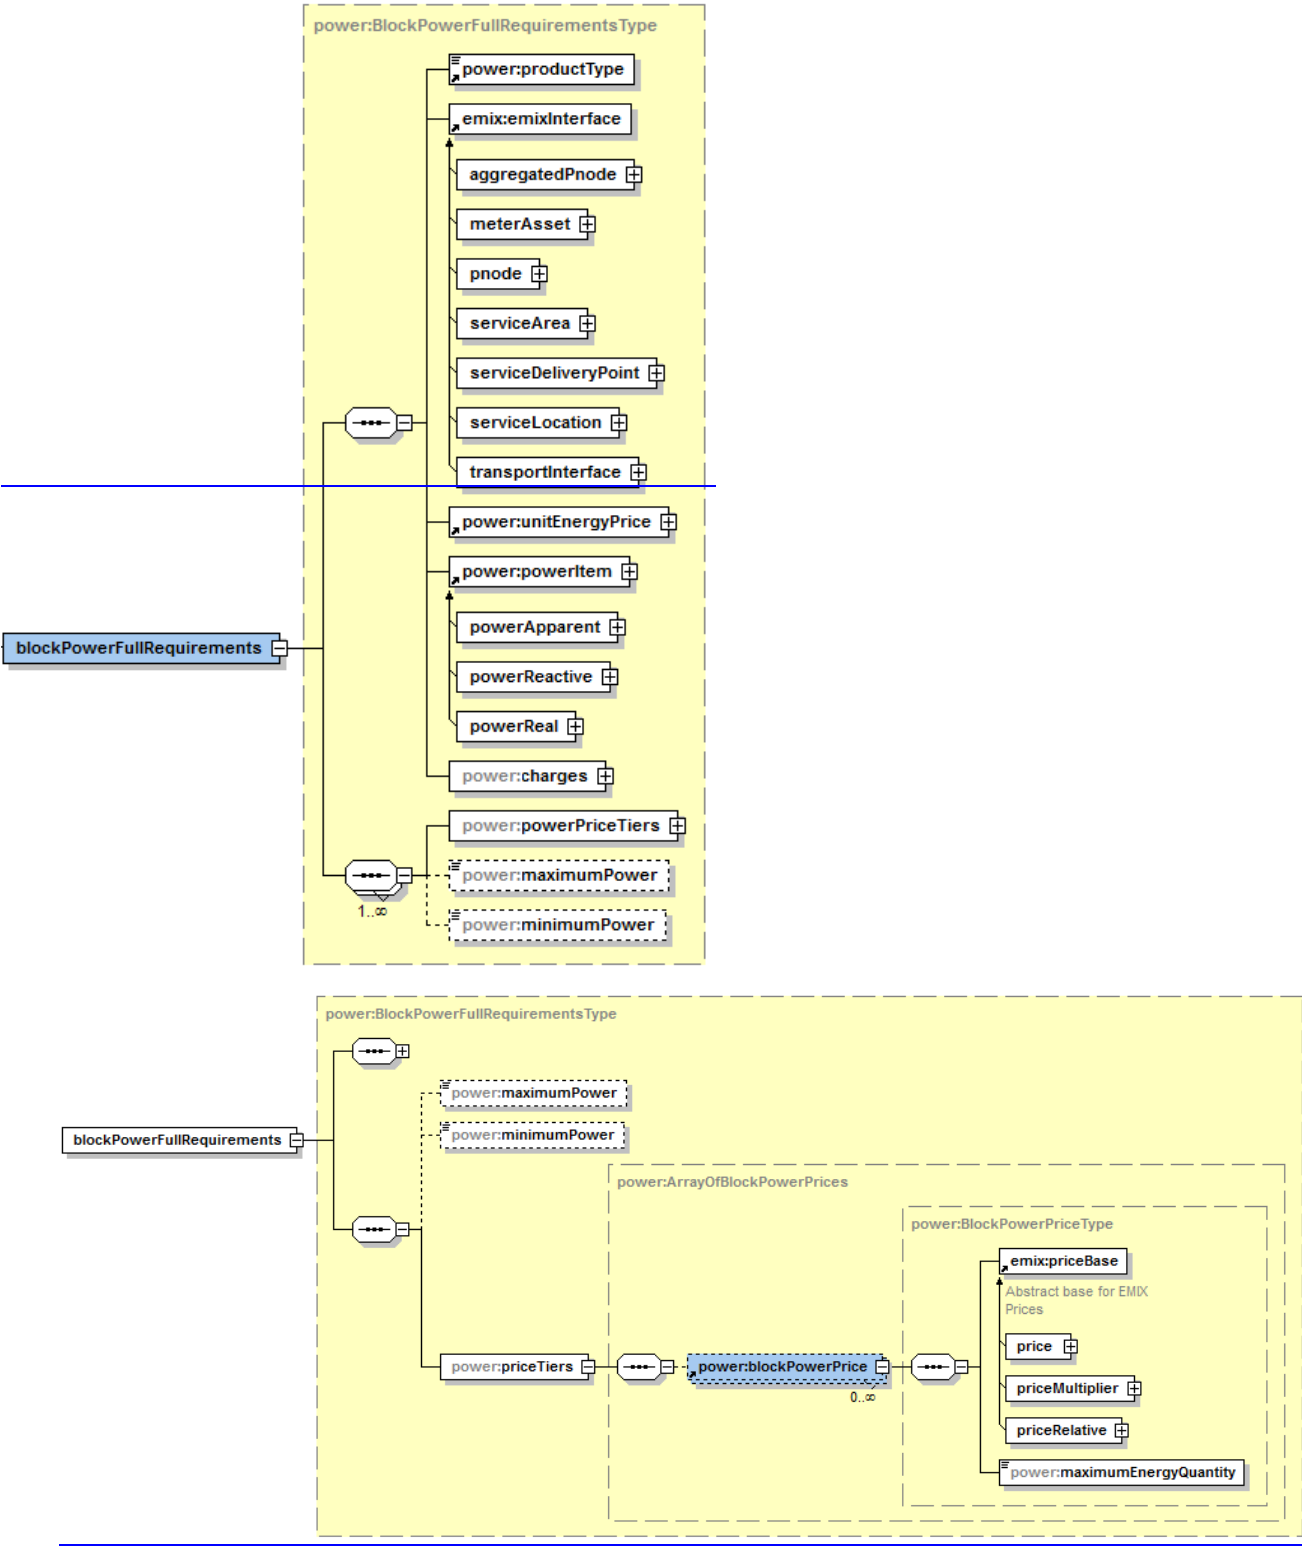 power:BlockPowerFullRequirementsType
power:productType
emix:emixInterface
aggregatedPnode
meterAsset
pnode
serviceArea
serviceDeliveryPoint
serviceLocation
transportInterface
power:unitEnergyPrice
power:powerItem
powerApparent
blockPowerFullRequirements
powerReactive
powerReal
power:charges
power:powerPriceTiers
power:maximumPower
1..∞
power:minimumPower
power:BlockPowerFullRequirementsType
power:maximumPower
power:minimumPower
blockPowerFullRequirements
power:ArrayOfBlockPowerPrices
power:BlockPowerPriceType
emix:priceBase
Abstract base for EMIX
Prices
price
power:priceTiers
power:blockPowerPrice
0..∞
priceMultiplier
priceRelative
power:maximumEnergyQuantity